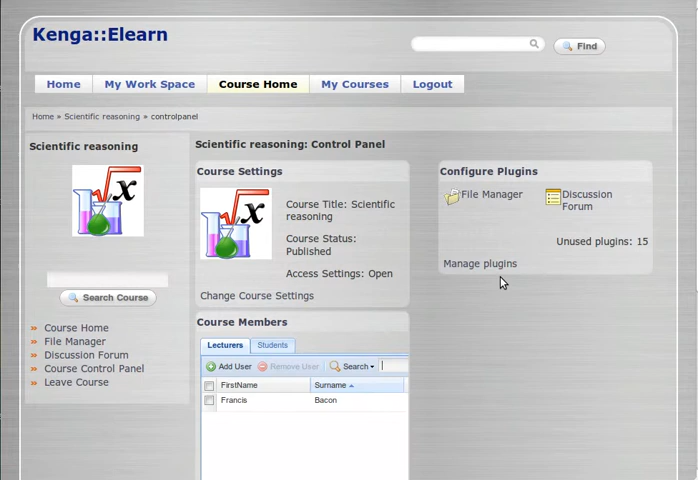 Kenga::Elearn
Find
Home
My Work Space
Course Home
My Courses
Logout
Home » Scientific reasoning » controlpanel
Scientific reasoning
x
Search Course
» Course Home
» File Manager
» Discussion Forum
» Course Control Panel
» Leave Course
Scientific reasoning: Control Panel
Course Settings
x
Course Title: Scientific
reasoning
Course Status:
Published
Access Settings: Open
Change Course Settings
Course Members
Lecturers
Students
Add User
Remove User
Search
FirstName
Surname
Francis
Bacon
Configure Plugins
File Manager
Discussion
Forum
Unused plugins: 15
Manage plugins